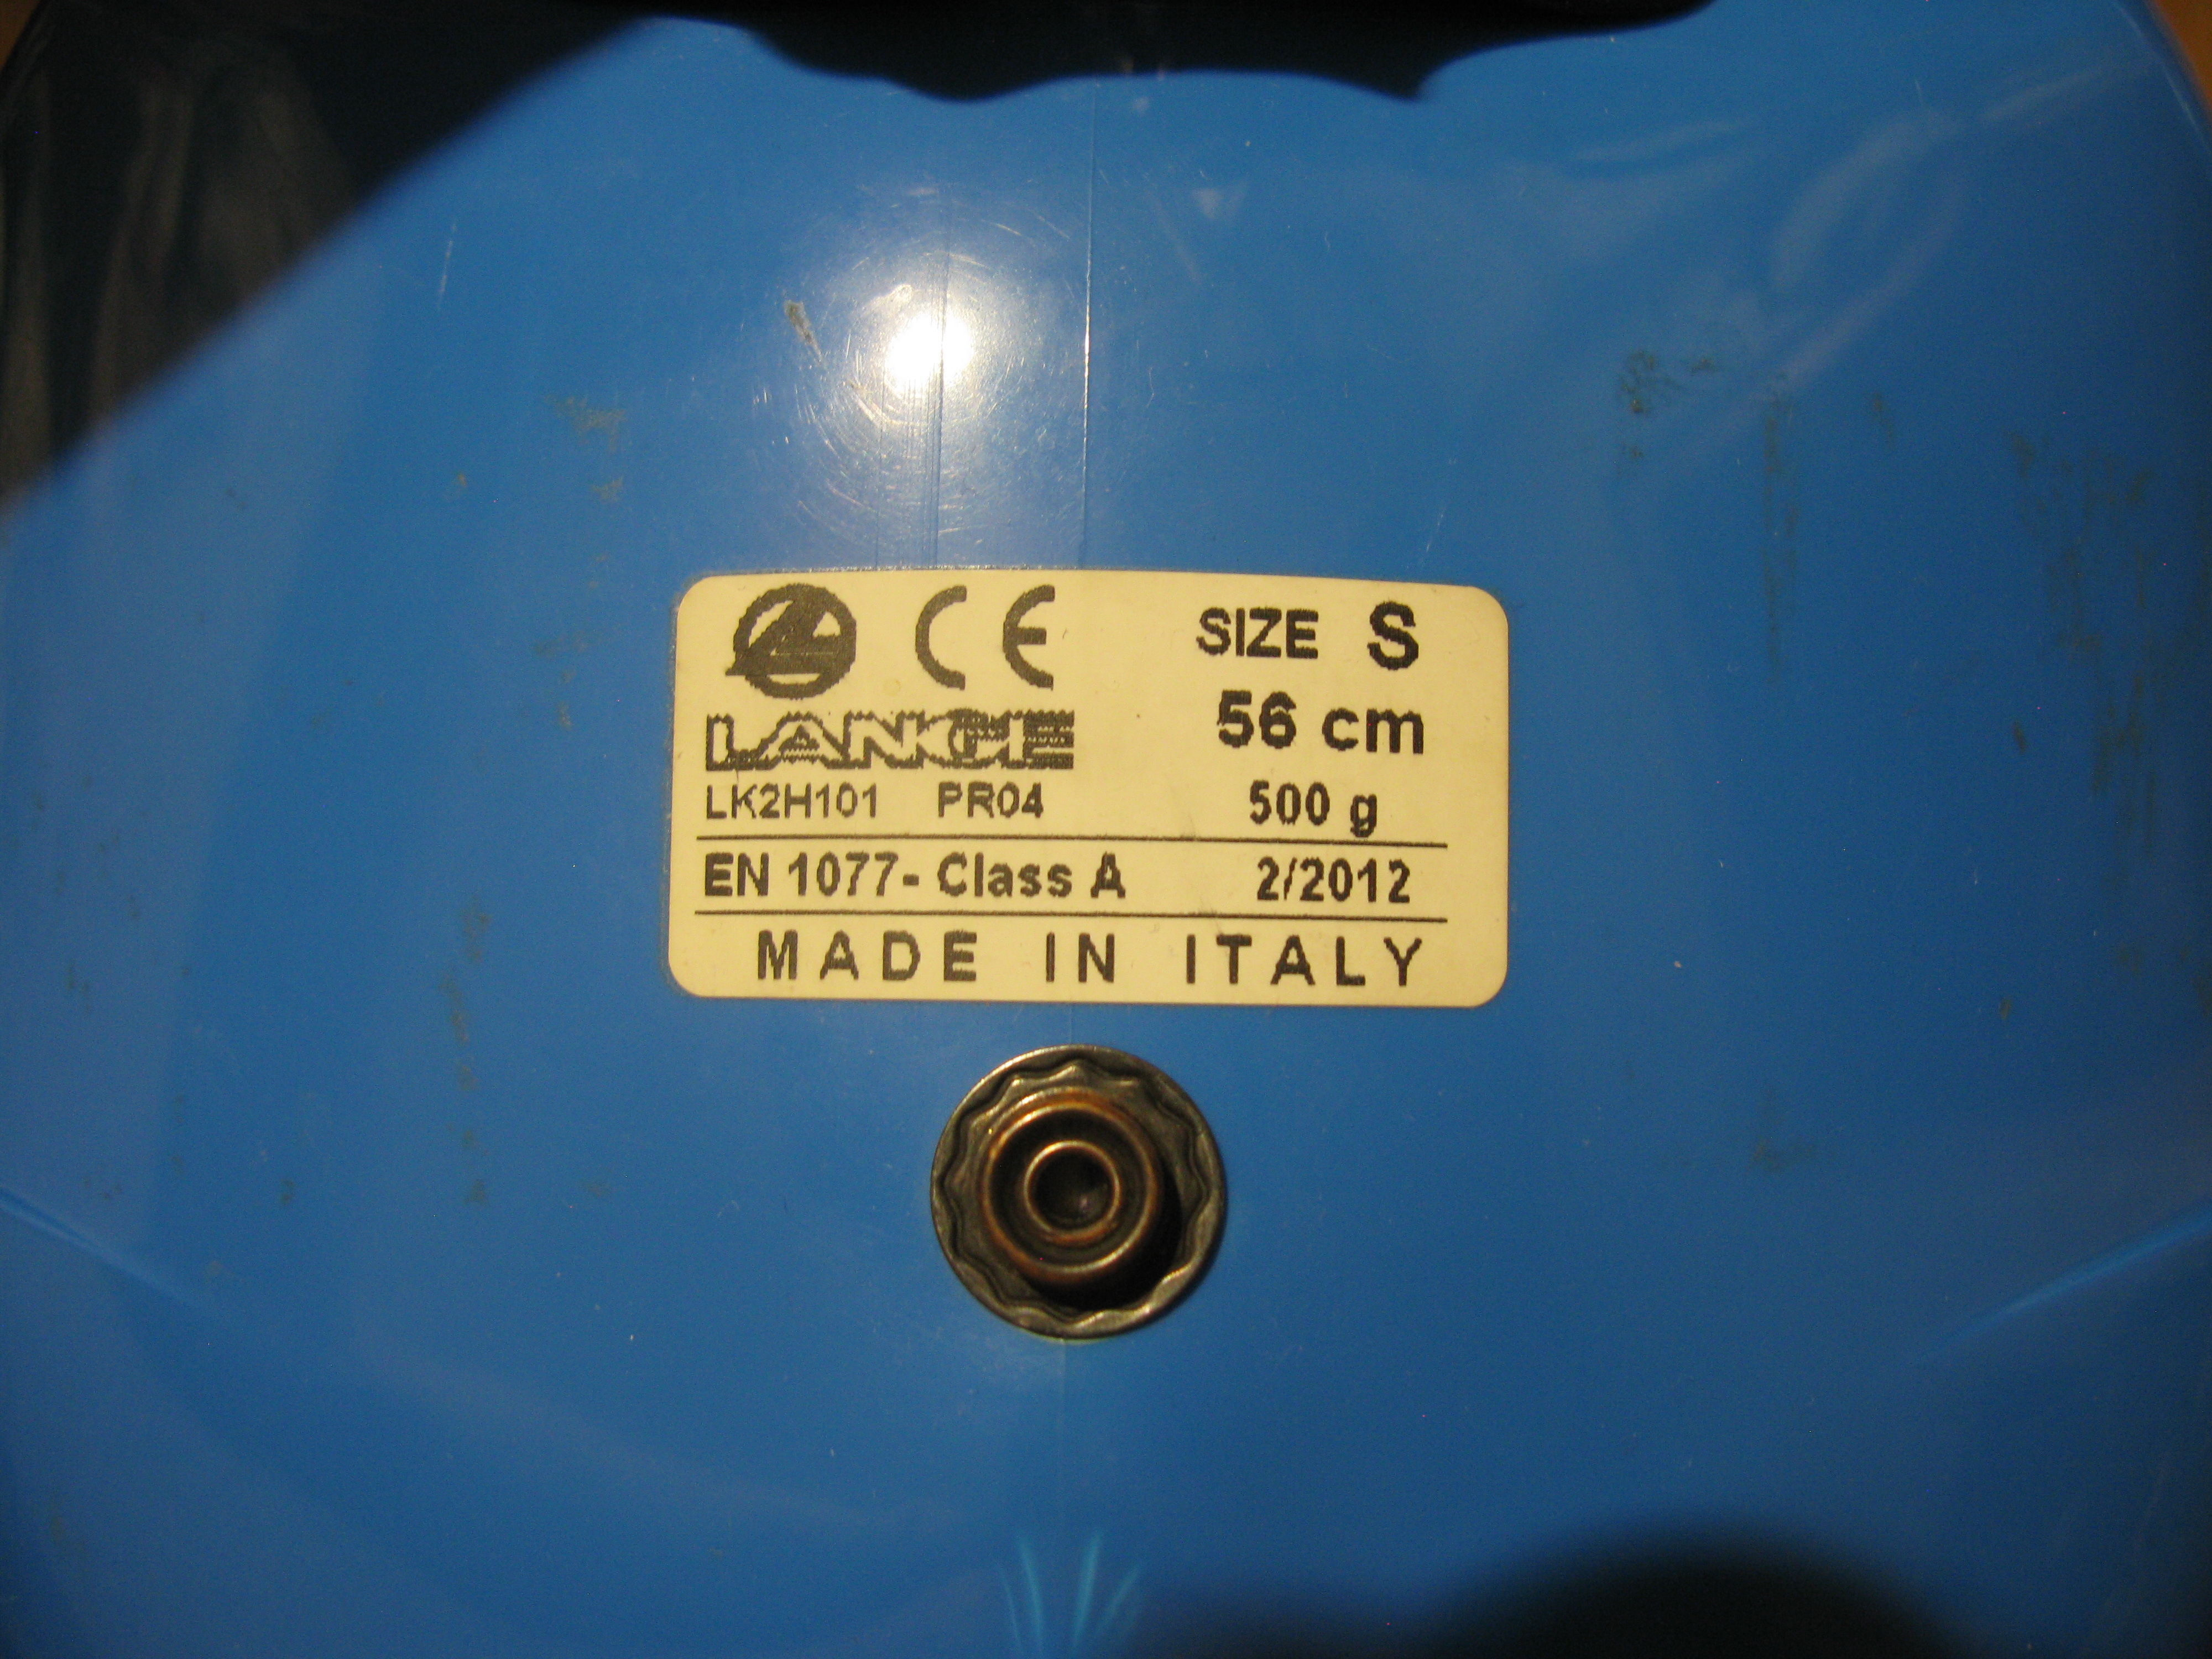 CE SIZE S
LANGE 56 cm
LK2H101 PR04 500 g
EN 1077- Class A 2/2012
MADE IN ITALY